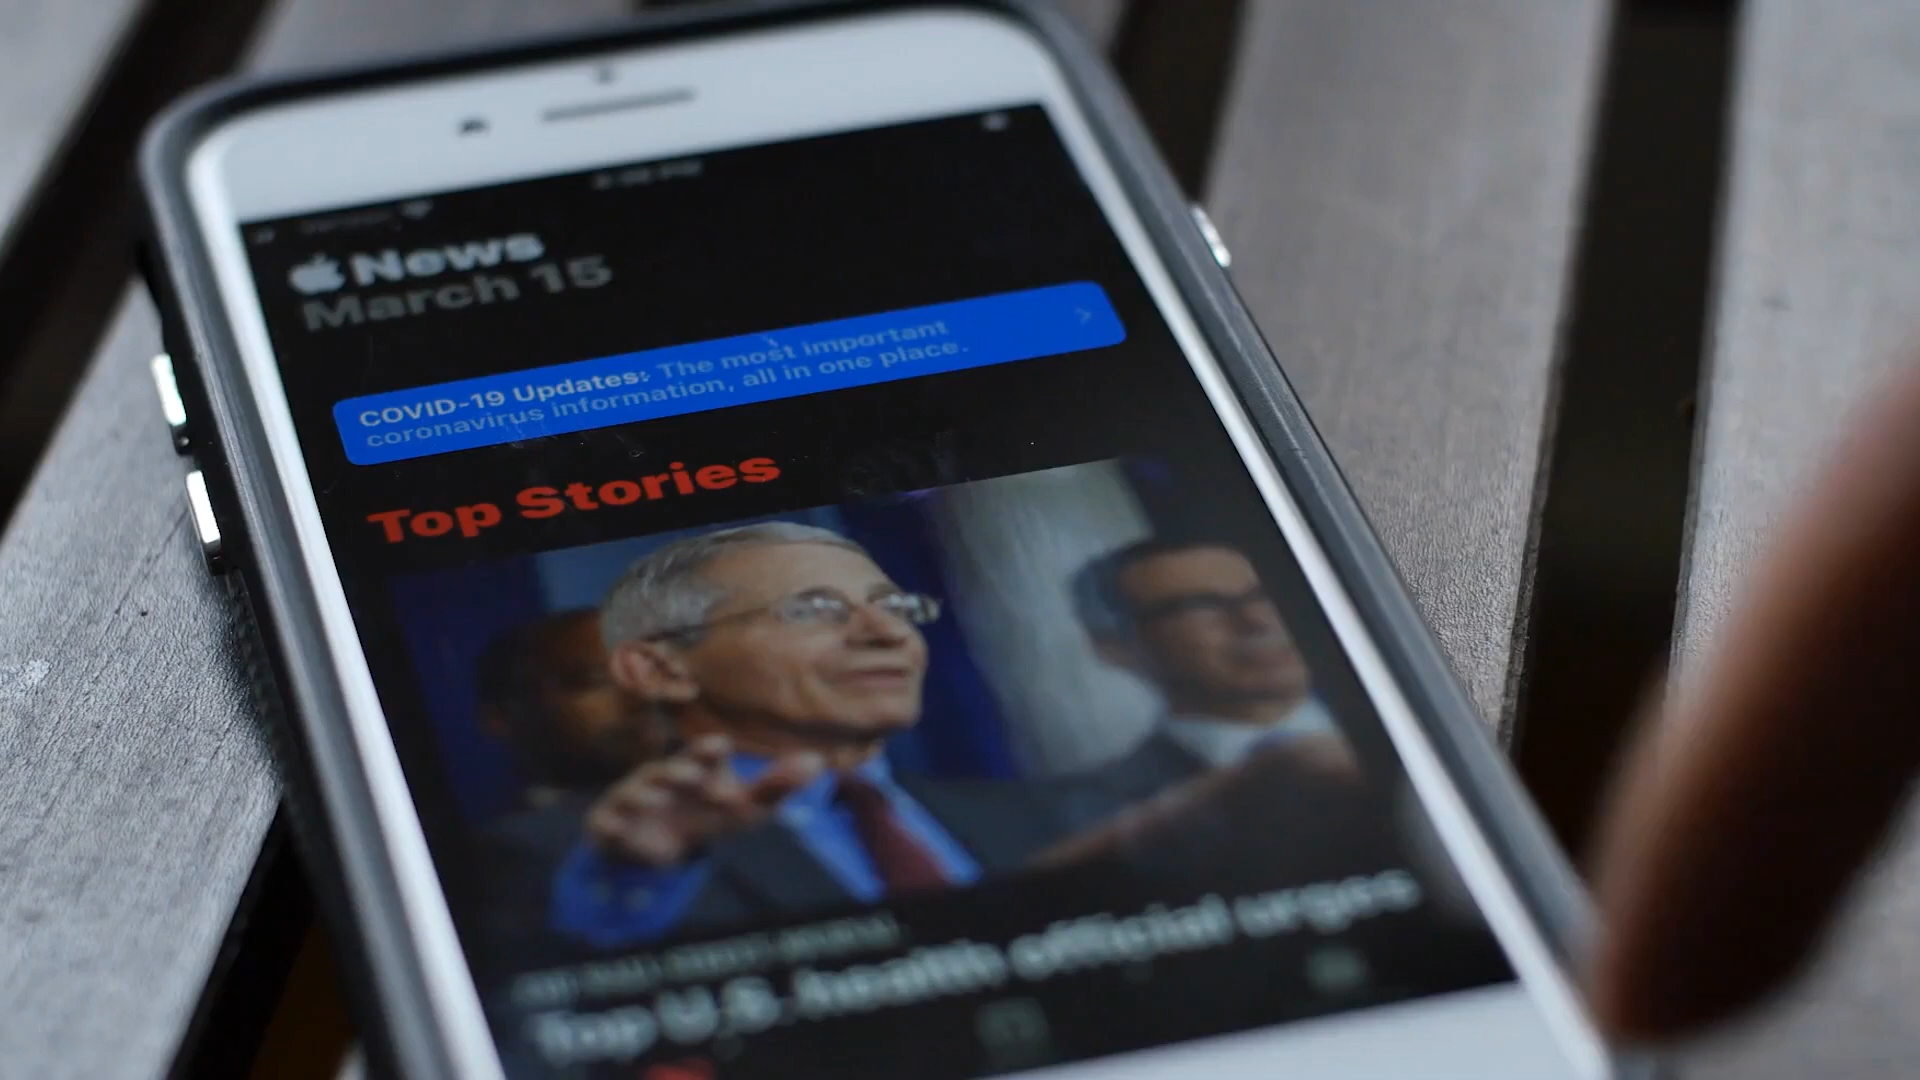 News
March 15
COVID-19 Updates: The most important
coronavirus information, all in one place.
Top Stories
Top U.S. health official urges